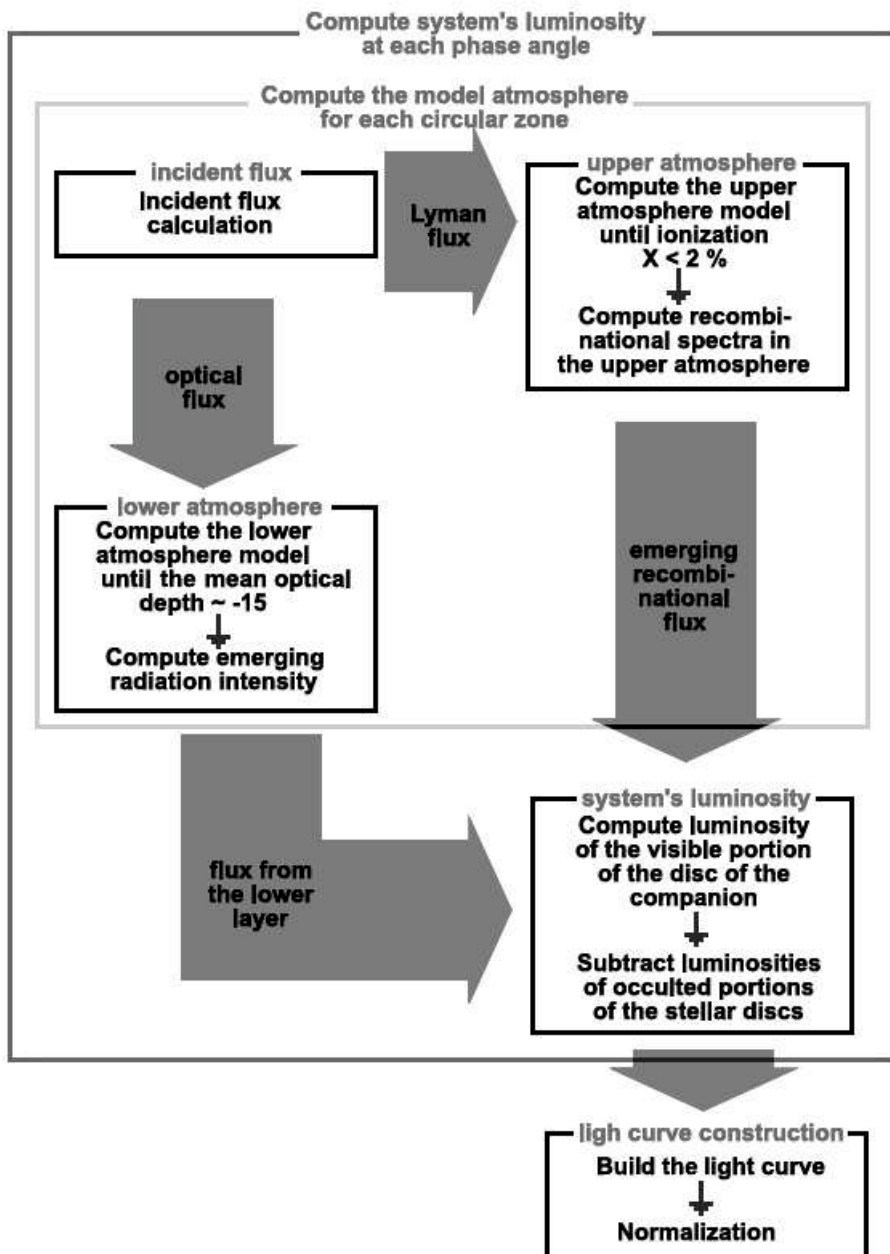 Compute system's luminosity
at each phase angle
Compute the model atmosphere
for each circular zone
incident flux
Incident flux
calculation
Lyman
flux
upper atmosphere
Compute the upper
atmosphere model
until ionization
X < 2 %
Compute recombi-
national spectra in
the upper atmosphere
optical
flux
lower atmosphere
Compute the lower
atmosphere model
until the mean optical
depth ~ -15
Compute emerging
radiation intensity
emerging
recombi-
national
flux
flux from
the lower
layer
system's luminosity
Compute luminosity
of the visible portion
of the disc of the
companion
Subtract luminosities
of occulted portions
of the stellar discs
ligh curve construction
Build the light curve
Normalization